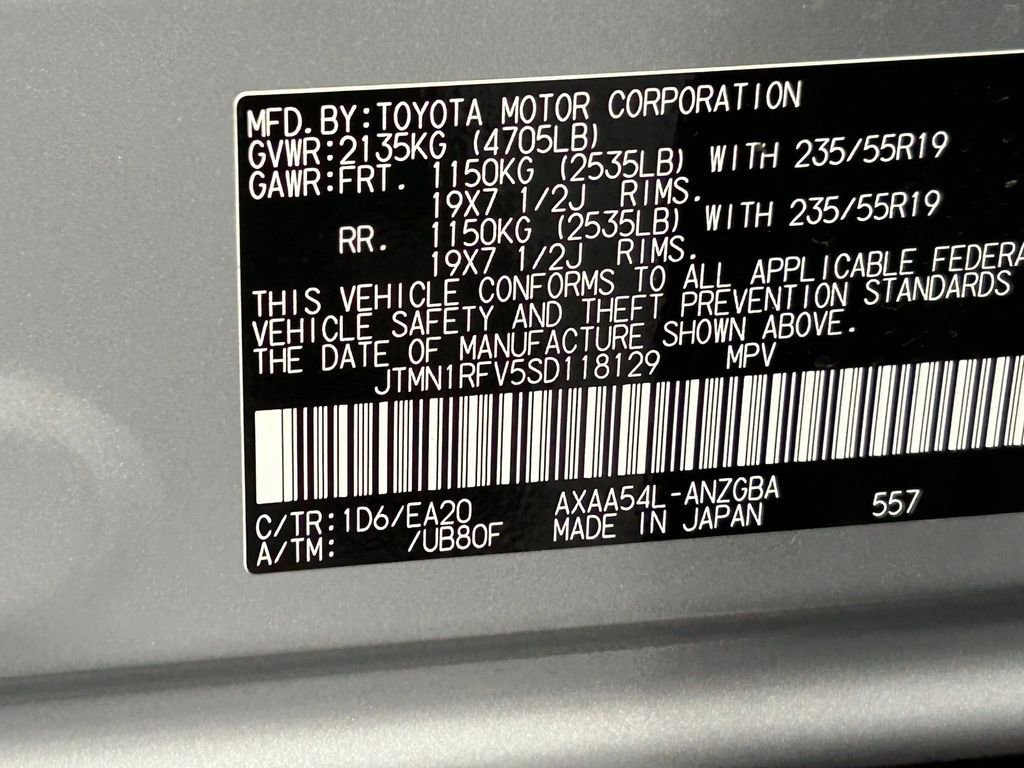 MFD.BY:TOYOTA MOTOR CORPORATION
GVWR:2135KG (4705LB)
GAWR:FRT. 1150KG (2535LB) WITH 235/55R19
19X7 1/2J RIMS.
RR. 1150KG (2535LB) WITH 235/55R19
19X7 1/2J RIMS.
THIS VEHICLE CONFORMS TO ALL APPLICABLE FEDERA
VEHICLE SAFETY AND THEFT PREVENTION STANDARDS
THE DATE OF MANUFACTURE SHOWN ABOVE.
JTMN1RFV5SD118129 MPV
C/TR:1D6/EA20 AXAA54L-ANZGBA 557
A/TM: /UB80F MADE IN JAPAN